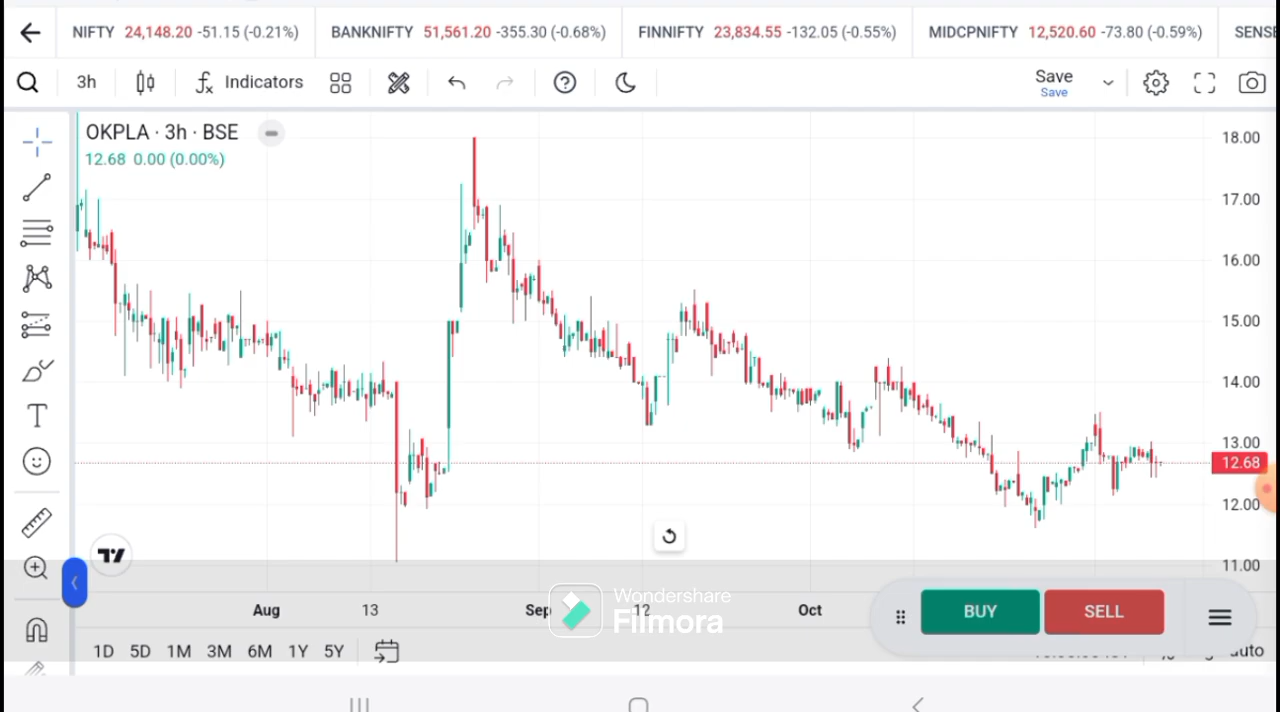 NIFTY 24,148.20 -51.15 (-0.21%) BANKNIFTY 51,561.20 -355.30 (-0.68%) FINNIFTY 23,834.55 -132.05 (-0.55%) MIDCPNIFTY 12,520.60 -73.80 (-0.59%) SENS
3h Indicators Save
Save
OKPLA · 3h · BSE
12.68 0.00 (0.00%)
18.00
17.00
16.00
15.00
14.00
13.00
12.68
12.00
11.00
Aug 13 Sep 12 Oct
Wondershare
Filmora
BUY SELL
1D 5D 1M 3M 6M 1Y 5Y auto